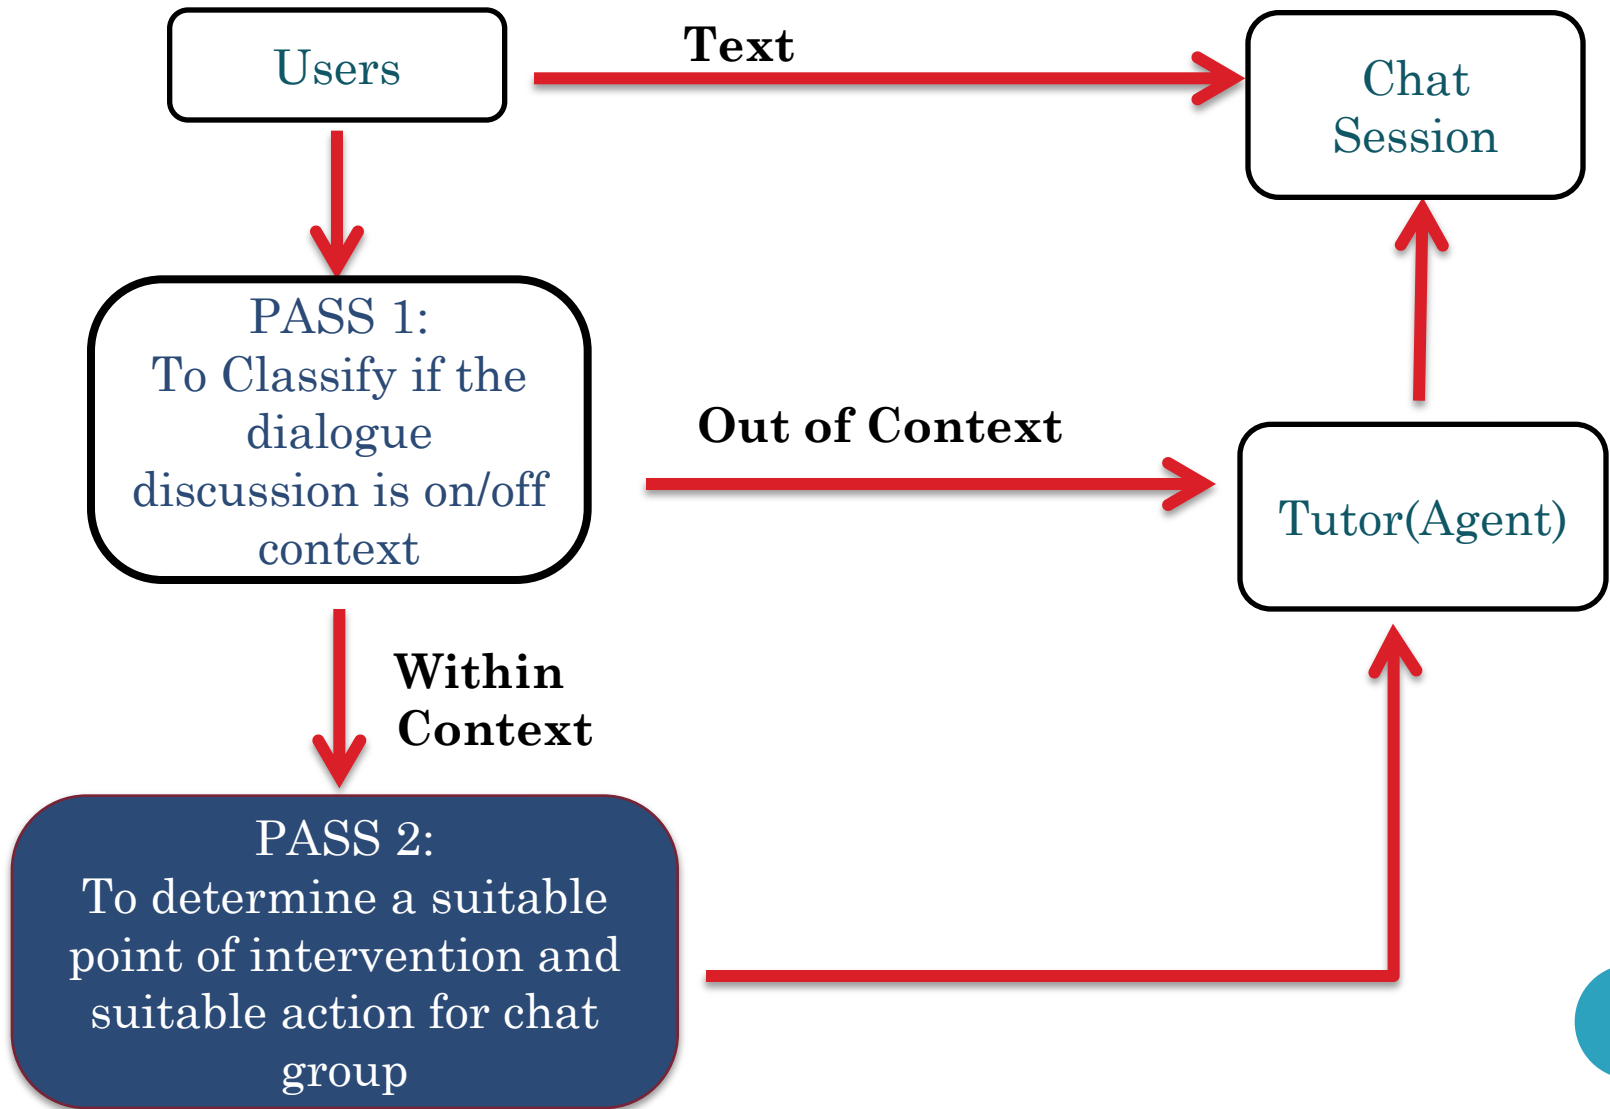 Users
Text
Chat
Session
PASS 1:
To Classify if the
dialogue
discussion is on/off
context
Out of Context
Tutor(Agent)
Within
Context
PASS 2:
To determine a suitable
point of intervention and
suitable action for chat
group